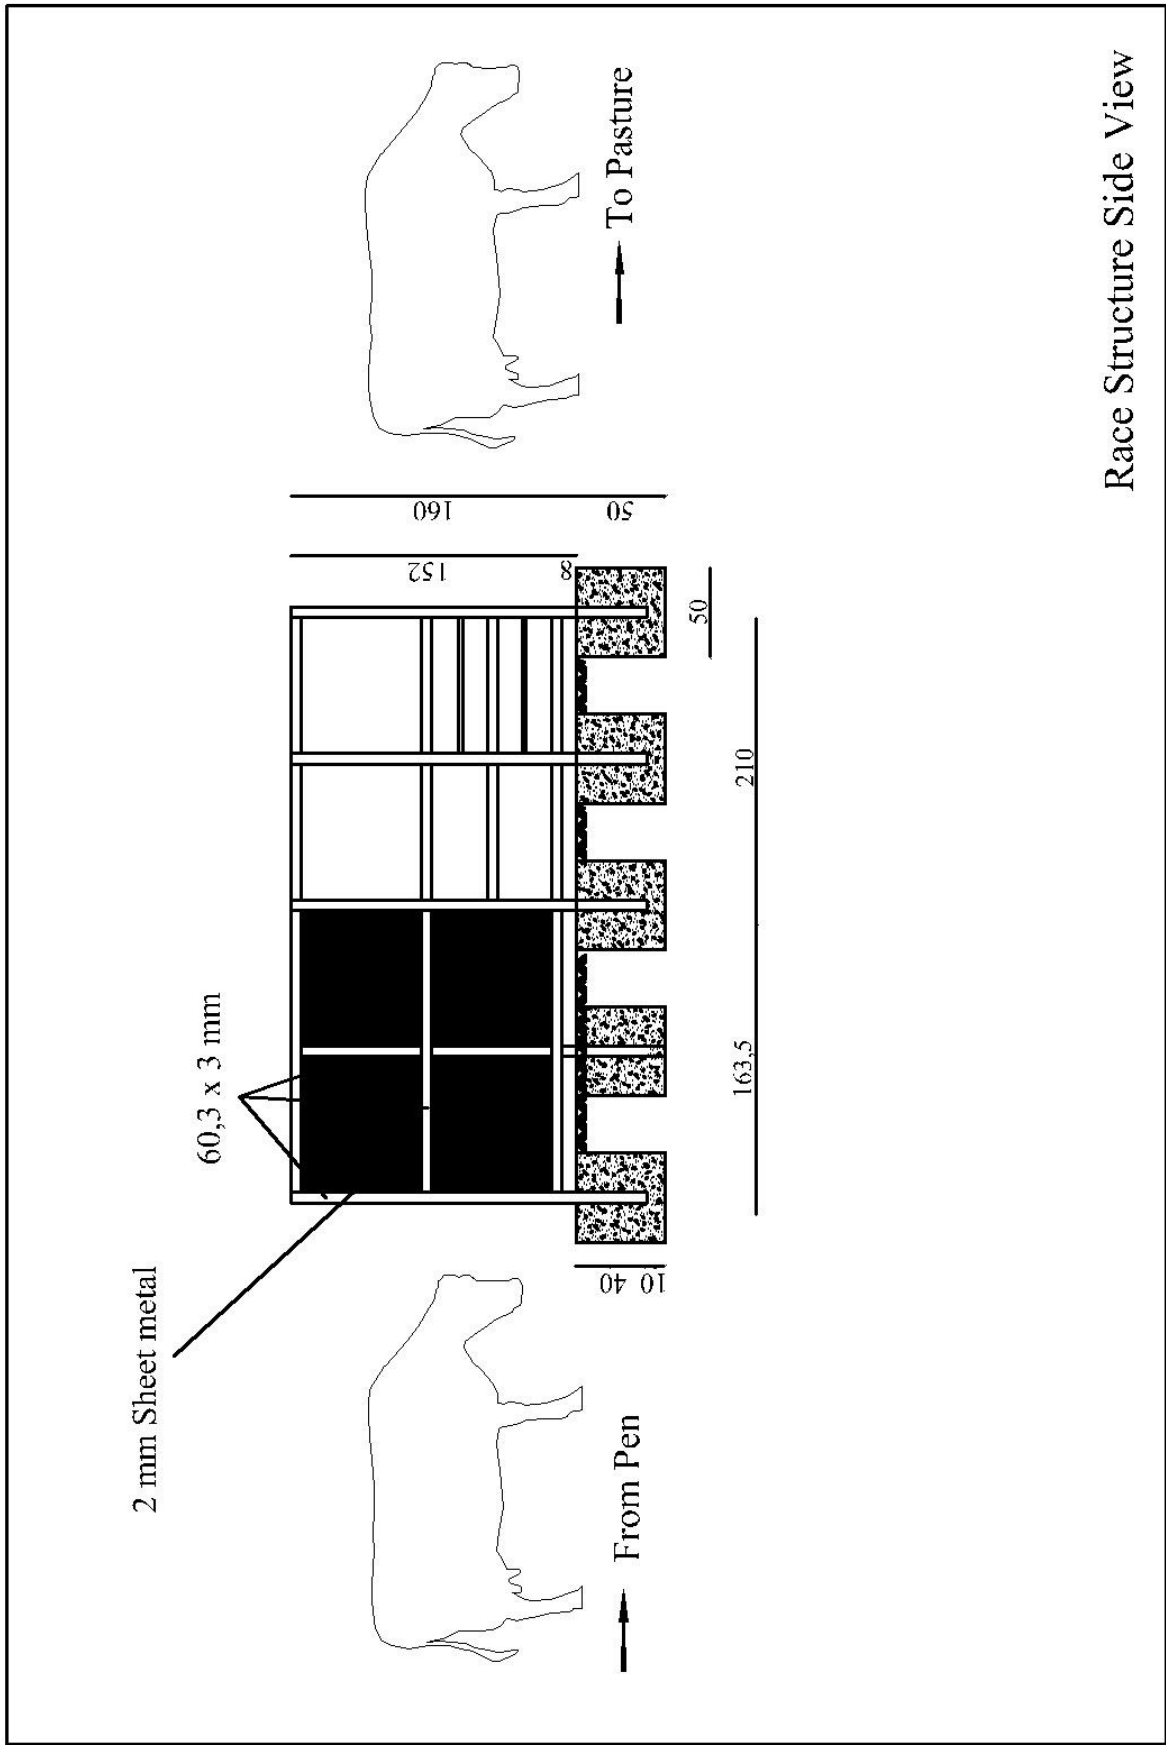 2 mm Sheet metal
60,3 x 3 mm
152
8
160
50
From Pen
To Pasture
40
10
50
163,5
210
Race Structure Side View